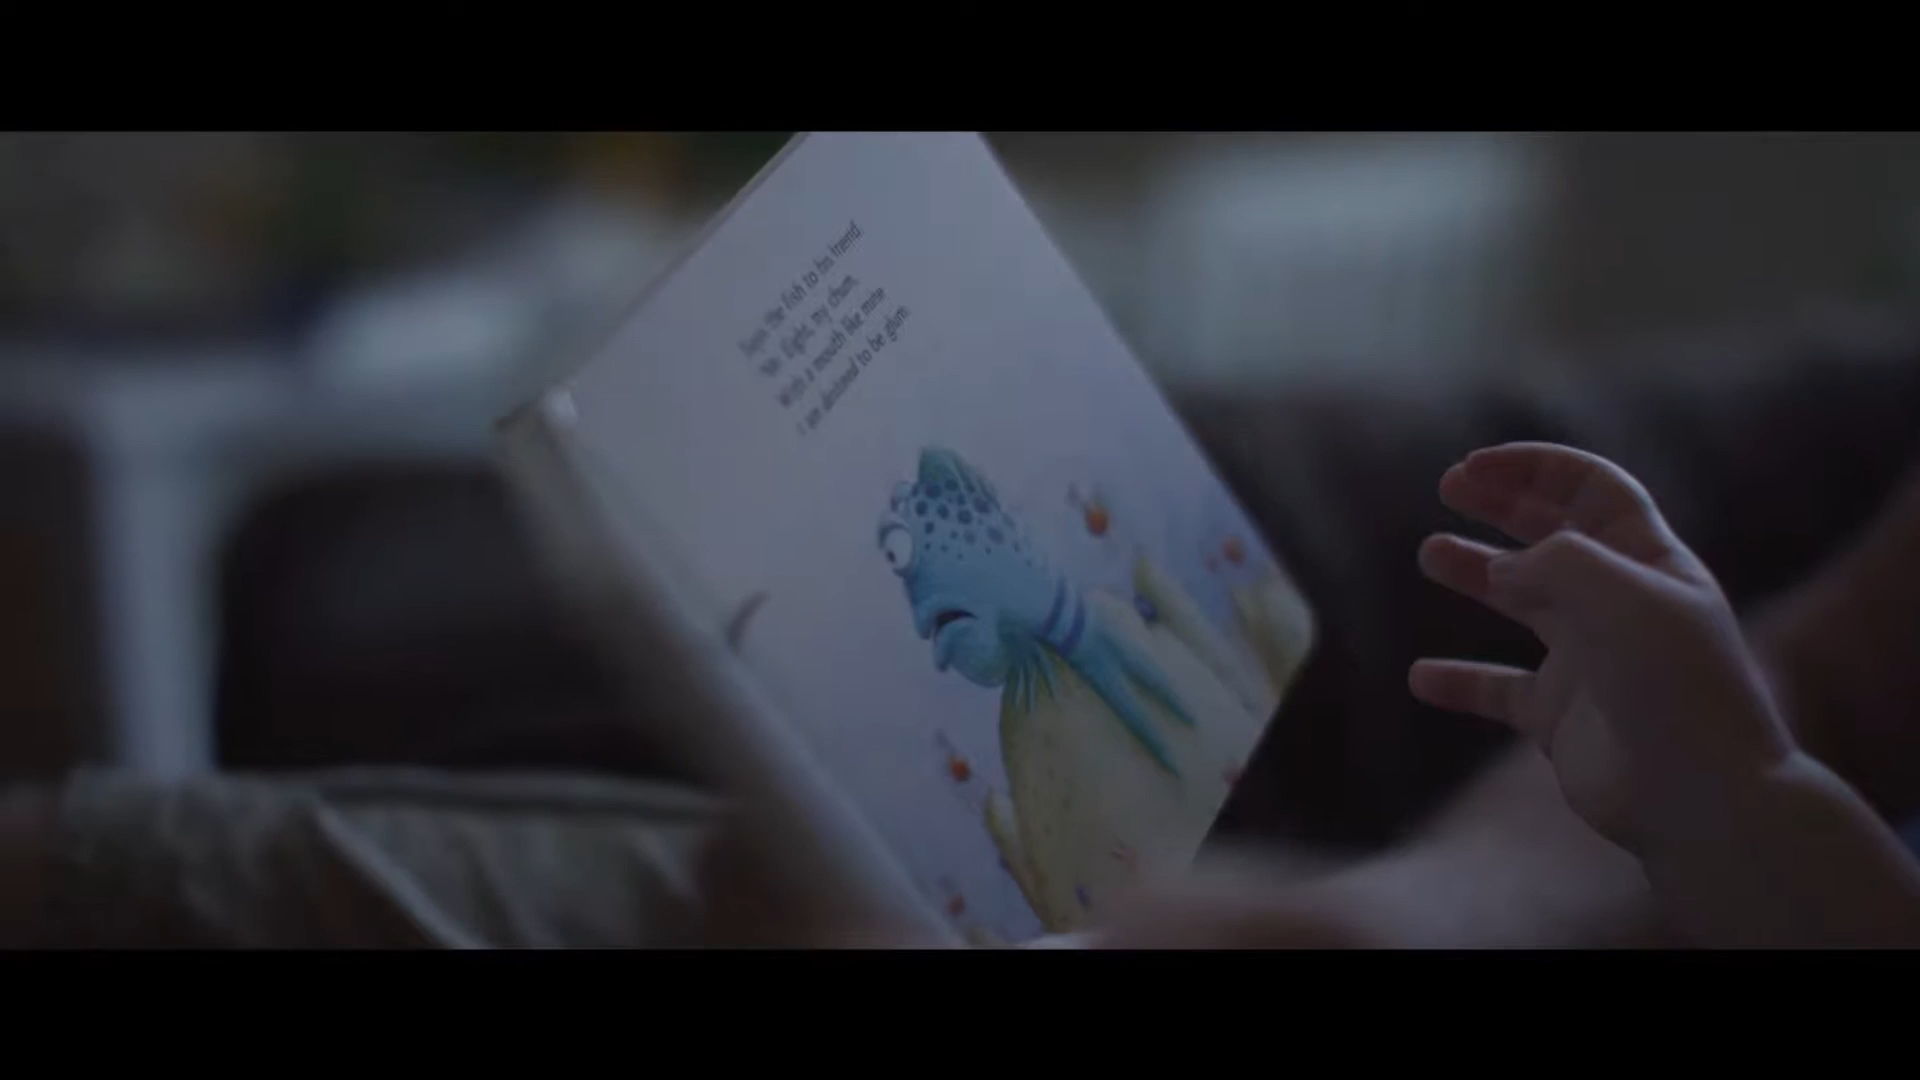 Says the fish to his friend,
"Mr. Eight, my chum,
With a mouth like mine
I am destined to be glum.